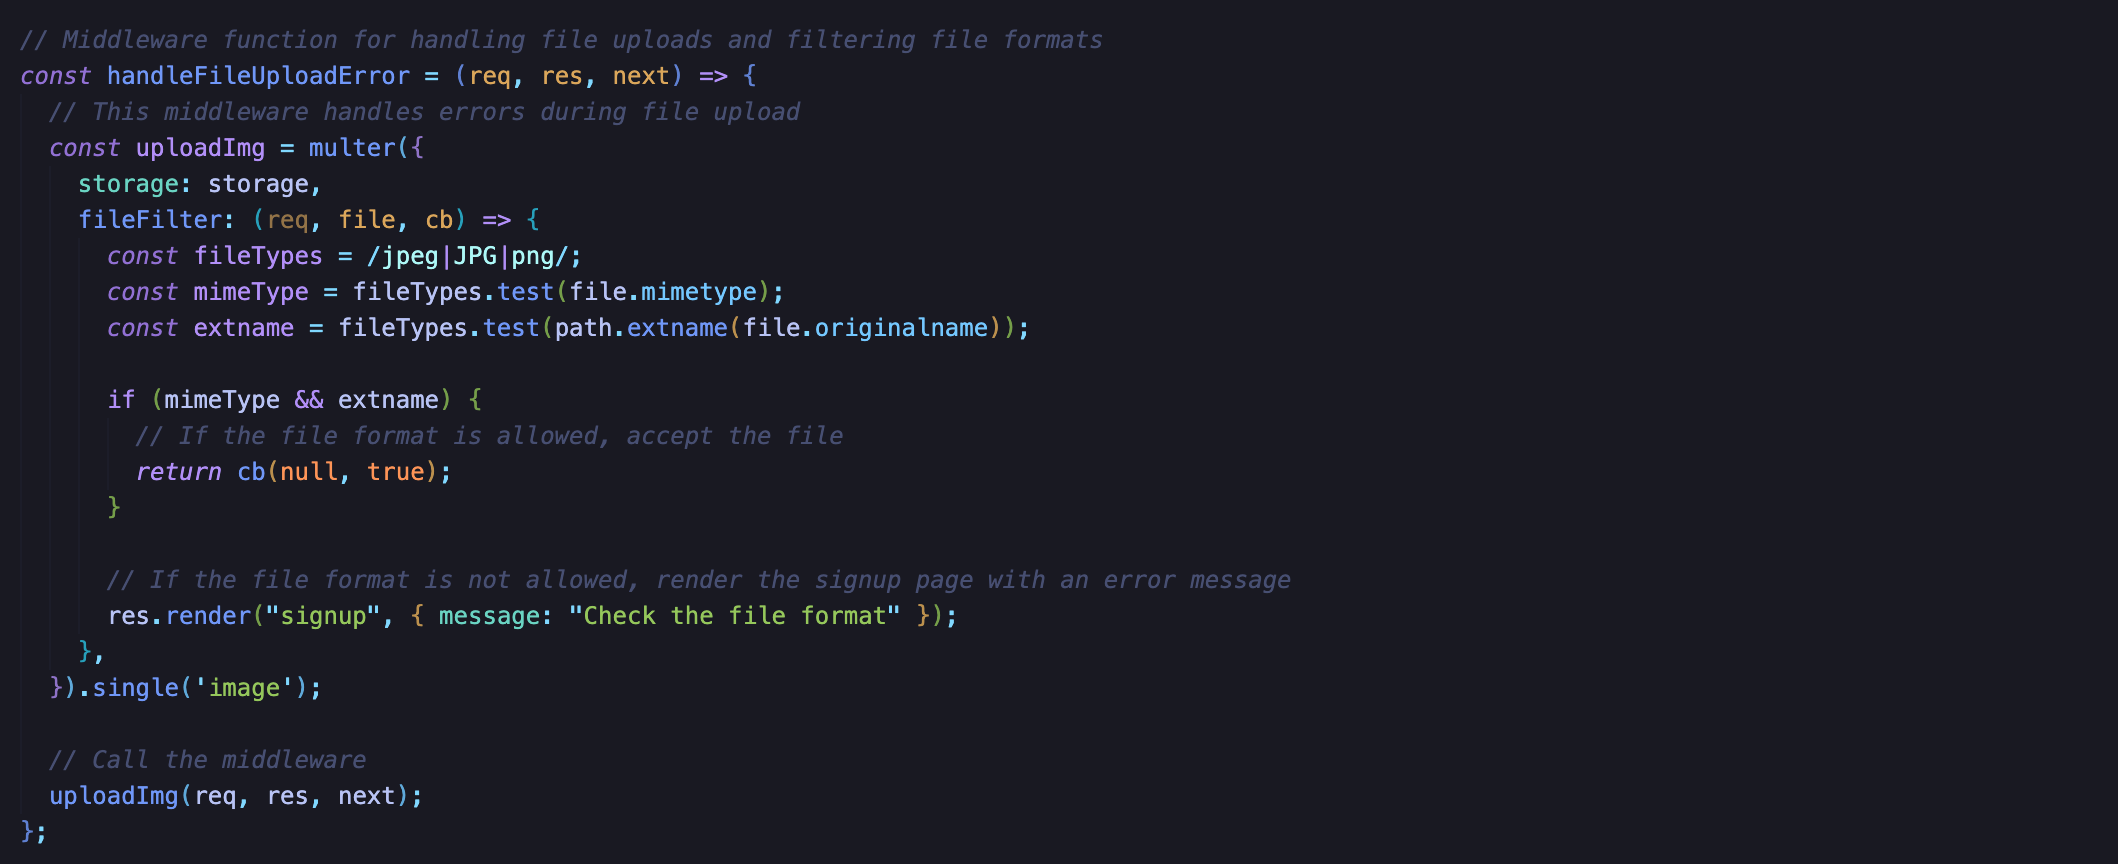 // Middleware function for handling file uploads and filtering file formats
const handleFileUploadError = (req, res, next) => {
  // This middleware handles errors during file upload
  const uploadImg = multer({
    storage: storage,
    fileFilter: (req, file, cb) => {
      const fileTypes = /jpeg|JPG|png/;
      const mimeType = fileTypes.test(file.mimetype);
      const extname = fileTypes.test(path.extname(file.originalname));

      if (mimeType && extname) {
        // If the file format is allowed, accept the file
        return cb(null, true);
      }

      // If the file format is not allowed, render the signup page with an error message
      res.render("signup", { message: "Check the file format" });
    },
  }).single('image');

  // Call the middleware
  uploadImg(req, res, next);
};